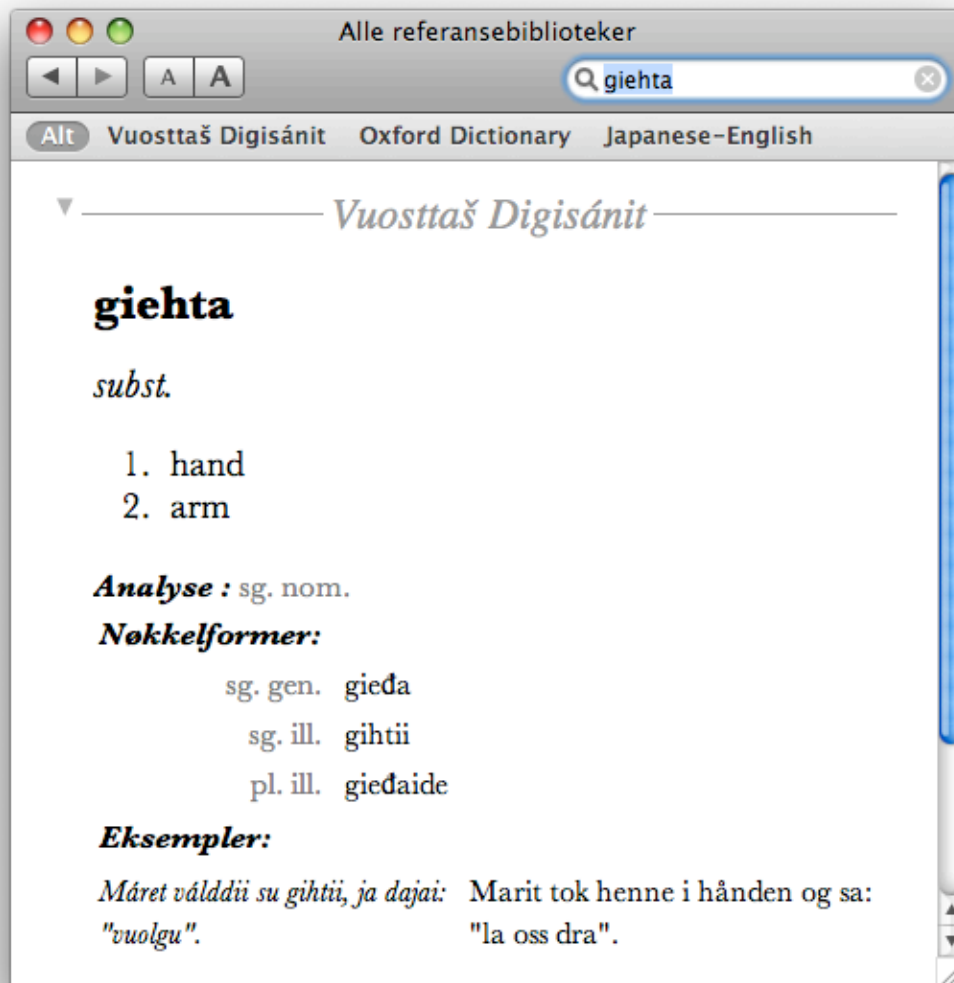 Alle referansebiblioteker
A A giehta
Alt Vuosttaš Digisánit Oxford Dictionary Japanese-English
Vuosttaš Digisánit
giehta
subst.
1. hand
2. arm
Analyse : sg. nom.
Nøkkelformer:
sg. gen. gieđa
sg. ill. gihtii
pl. ill. gieđaide
Eksempler:
Máret válddii su gihtii, ja dajai: Marit tok henne i hånden og sa:
"vuolgu". "la oss dra".